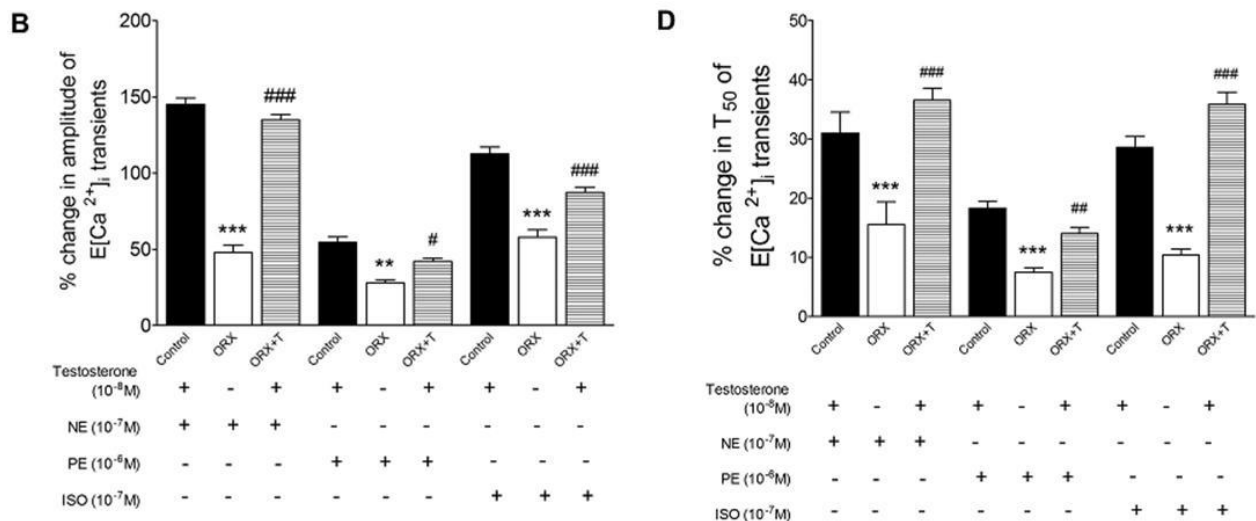 B
% change in amplitude of
E[Ca 2+]i transients
200
150
100
50
0
***
###
**
#
***
###
Control ORX ORX+T Control ORX ORX+T Control ORX ORX+T
Testosterone
(10-8M) + - + + - + + - +
NE (10-7M) + + + - - - - - -
PE (10-6M) - - - + + + - - -
ISO (10-7M) - - - - - - + + +
D
% change in T50 of
E[Ca 2+]i transients
50
40
30
20
10
0
***
###
***
##
***
###
Control ORX ORX+T Control ORX ORX+T Control ORX ORX+T
Testosterone
(10-8M) + - + + - + + - +
NE (10-7M) + + + - - - - - -
PE (10-6M) - - - + + + - - -
ISO (10-7M) - - - - - - + + +